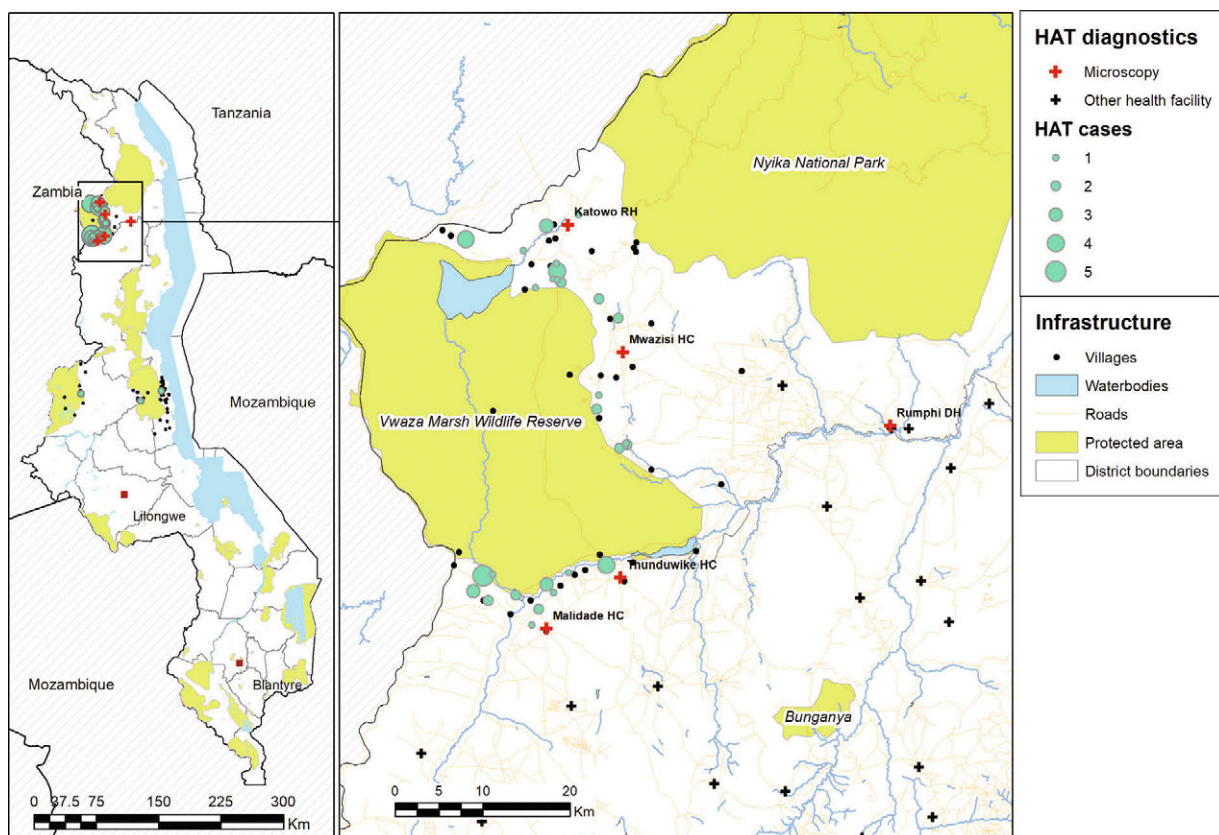 Tanzania
Zambia
Mozambique
Lilongwe
Mozambique
Blantyre
0 37.5 75 150 225 300
Km
Nyika National Park
Katowo RH
Mwazisi HC
Vwaza Marsh Wildlife Reserve
Rumphi DH
Thunduwike HC
Malidade HC
Bunganya
0 5 10 20
Km
HAT diagnostics
Microscopy
Other health facility
HAT cases
1
2
3
4
5
Infrastructure
Villages
Waterbodies
Roads
Protected area
District boundaries